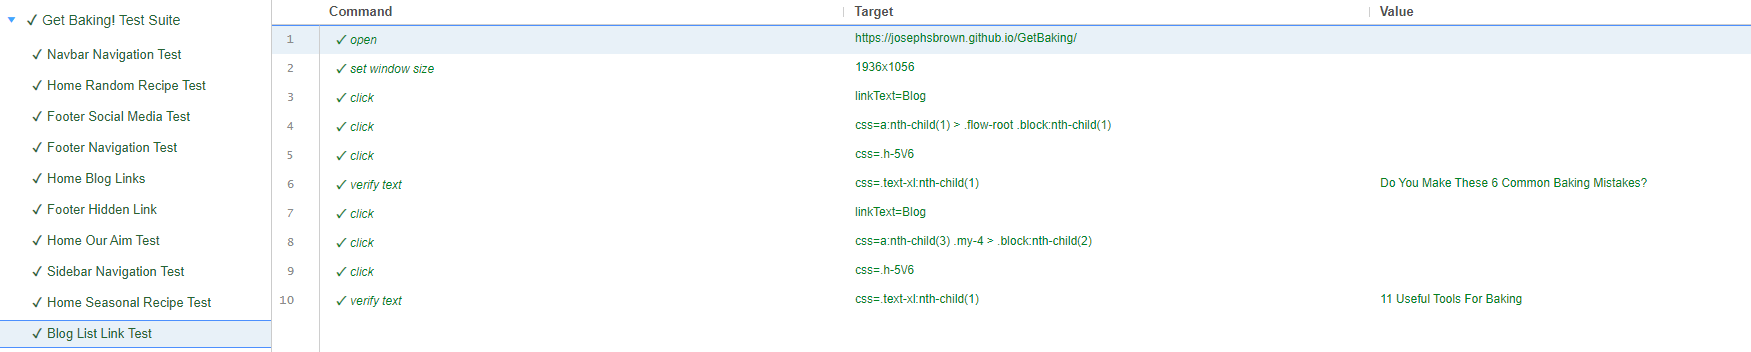 Get Baking! Test Suite
Navbar Navigation Test
Home Random Recipe Test
Footer Social Media Test
Footer Navigation Test
Home Blog Links
Footer Hidden Link
Home Our Aim Test
Sidebar Navigation Test
Home Seasonal Recipe Test
Blog List Link Test
Command Target Value
1 open https://josephsbrown.github.io/GetBaking/
2 set window size 1936x1056
3 click linkText=Blog
4 click css=a:nth-child(1) > .flow-root .block:nth-child(1)
5 click css=.h-5\/6
6 verify text css=.text-xl:nth-child(1) Do You Make These 6 Common Baking Mistakes?
7 click linkText=Blog
8 click css=a:nth-child(3) .my-4 > .block:nth-child(2)
9 click css=.h-5\/6
10 verify text css=.text-xl:nth-child(1) 11 Useful Tools For Baking